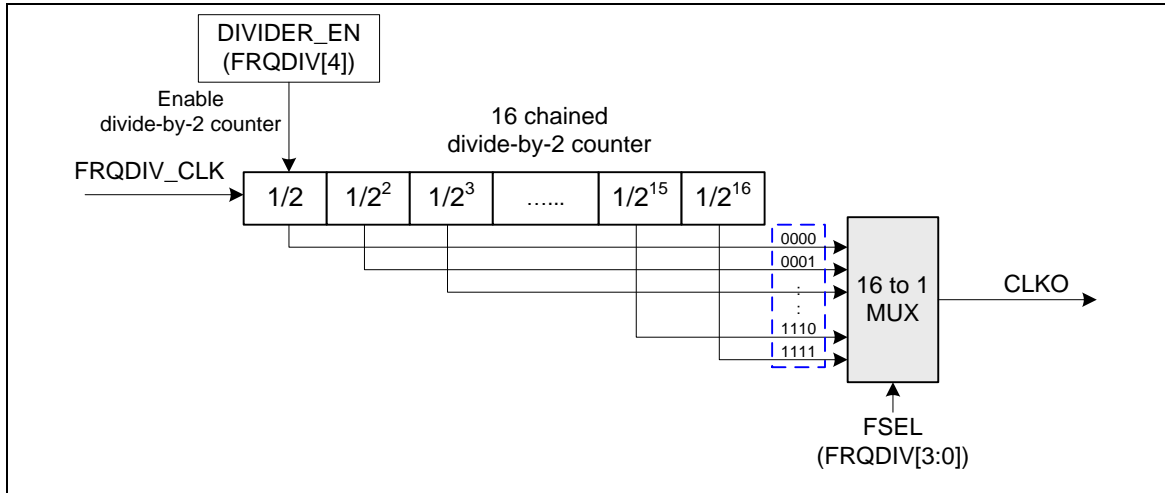 DIVIDER_EN
(FRQDIV[4])
Enable
divide-by-2 counter
16 chained
divide-by-2 counter
FRQDIV_CLK
1/2 1/2² 1/2³ …... 1/2¹⁵ 1/2¹⁶
0000
0001
:
:
1110
1111
16 to 1
MUX
CLKO
FSEL
(FRQDIV[3:0])